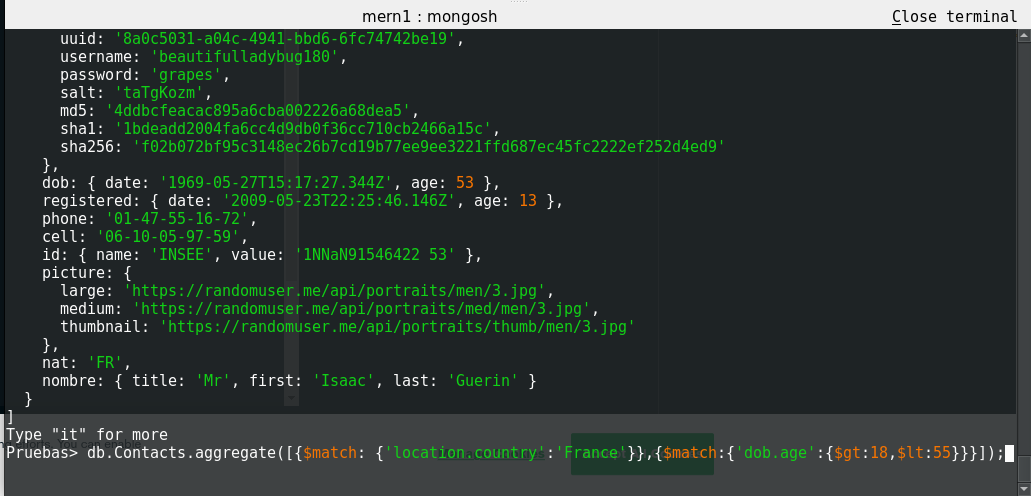 mern1 : mongosh
Close terminal
uuid: '8a0c5031-a04c-4941-bbd6-6fc74742be19',
username: 'beautifulladybug180',
password: 'grapes',
salt: 'taTgKozm',
md5: '4ddbcfeacac895a6cba002226a68dea5',
sha1: '1bdeadd2004fa6cc4d9db0f36cc710cb2466a15c',
sha256: 'f02b072bf95c3148ec26b7cd19b77ee9ee3221ffd687ec45fc2222ef252d4ed9'
},
dob: { date: '1969-05-27T15:17:27.344Z', age: 53 },
registered: { date: '2009-05-23T22:25:46.146Z', age: 13 },
phone: '01-47-55-16-72',
cell: '06-10-05-97-59',
id: { name: 'INSEE', value: '1NNaN91546422 53' },
picture: {
large: 'https://randomuser.me/api/portraits/men/3.jpg',
medium: 'https://randomuser.me/api/portraits/med/men/3.jpg',
thumbnail: 'https://randomuser.me/api/portraits/thumb/men/3.jpg'
},
nat: 'FR',
nombre: { title: 'Mr', first: 'Isaac', last: 'Guerin' }
}
]
Type "it" for more
Pruebas> db.Contacts.aggregate([{$match: {'location.country':'France'}},{$match:{'dob.age':{$gt:18,$lt:55}}}]);